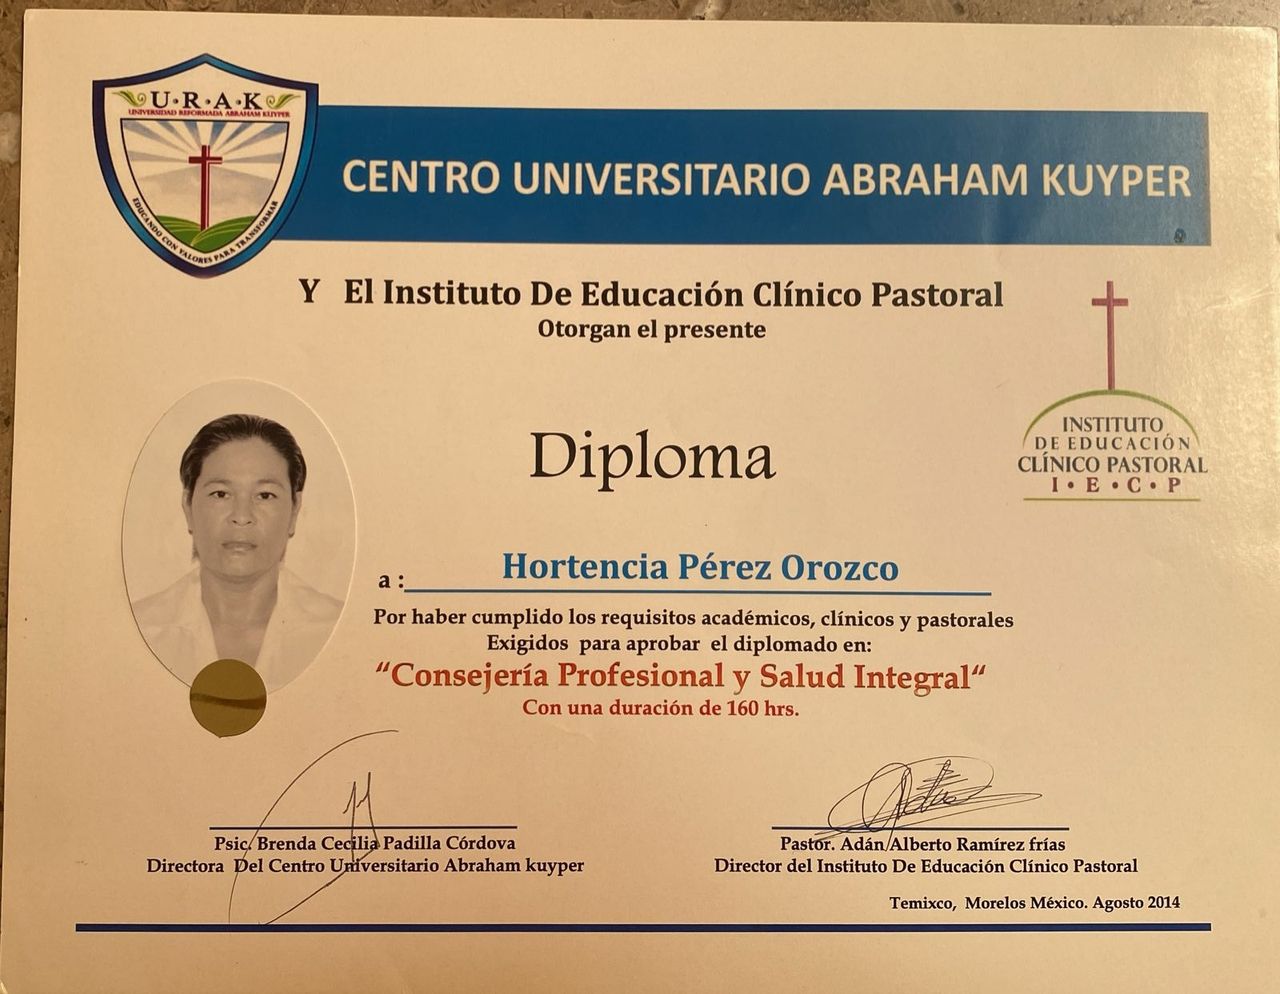 U·R·A·K
UNIVERSIDAD REFORMADA ABRAHAM KUYPER
EDUCANDO CON VALORES PARA TRANSFORMAR
CENTRO UNIVERSITARIO ABRAHAM KUYPER
Y El Instituto De Educación Clínico Pastoral
Otorgan el presente
INSTITUTO
DE EDUCACIÓN
CLÍNICO PASTORAL
I • E • C • P
Diploma
a : Hortencia Pérez Orozco
Por haber cumplido los requisitos académicos, clínicos y pastorales
Exigidos para aprobar el diplomado en:
“Consejería Profesional y Salud Integral“
Con una duración de 160 hrs.
Psic. Brenda Cecilia Padilla Córdova
Directora Del Centro Universitario Abraham kuyper
Pastor. Adán Alberto Ramírez frías
Director del Instituto De Educación Clínico Pastoral
Temixco, Morelos México. Agosto 2014